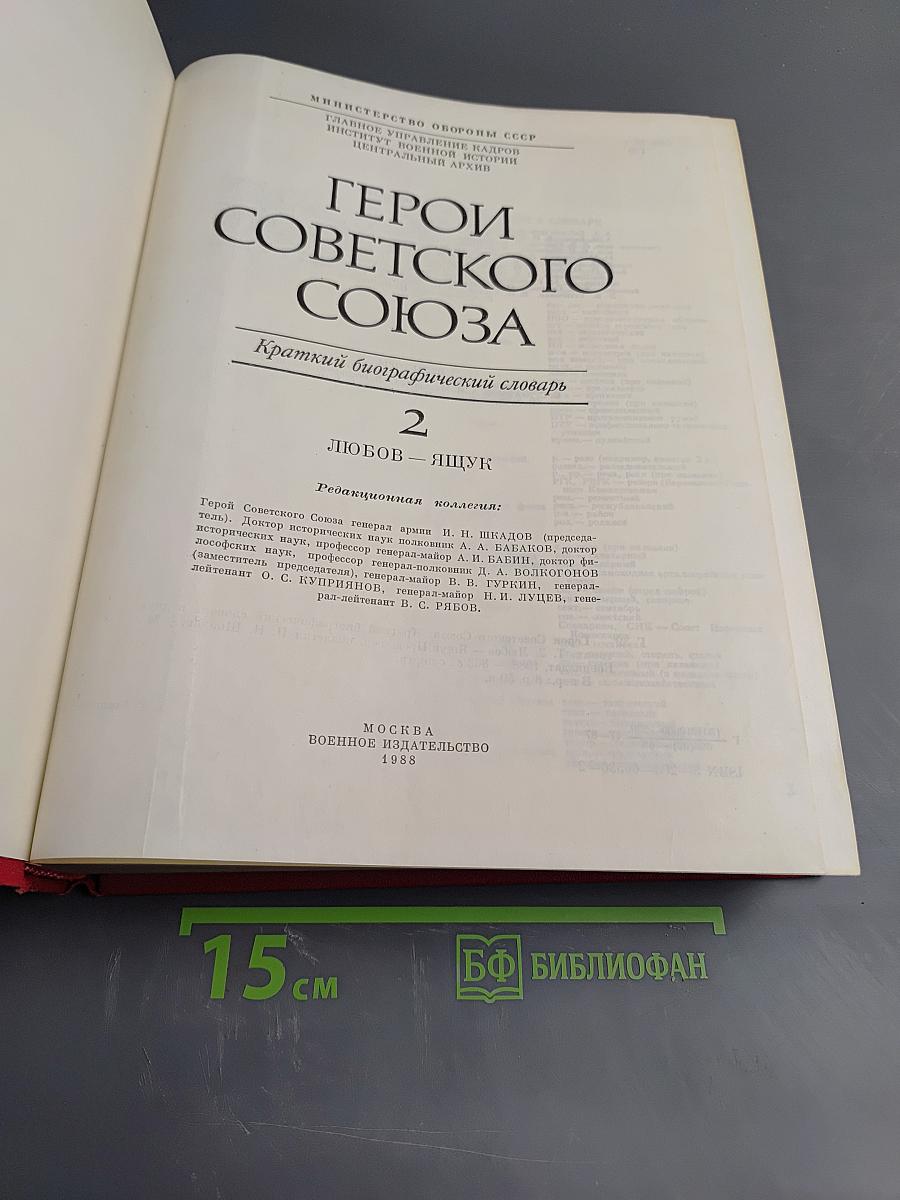 МИНИСТЕРСТВО ОБОРОНЫ СССР
ГЛАВНОЕ УПРАВЛЕНИЕ КАДРОВ
ИНСТИТУТ ВОЕННОЙ ИСТОРИИ
ЦЕНТРАЛЬНЫЙ АРХИВ
ГЕРОИ
СОВЕТСКОГО
СОЮЗА
Краткий биографический словарь
2
ЛЮБОВ — ЯЩУК
Редакционная коллегия:
Герой Советского Союза генерал армии И. Н. ШКАДОВ (председа-
тель). Доктор исторических наук полковник А. А. БАБАКОВ, доктор
исторических наук, профессор генерал-майор А. И. БАБИН, доктор фи-
лософских наук, профессор генерал-полковник Д. А. ВОЛКОГОНОВ
(заместитель председателя), генерал-майор В. В. ГУРКИН, генерал-
лейтенант О. С. КУПРИЯНОВ, генерал-майор Н. И. ЛУЦЕВ, гене-
рал-лейтенант В. С. РЯБОВ.
МОСКВА
ВОЕННОЕ ИЗДАТЕЛЬСТВО
1988
15 см
БФ БИБЛИОФАН